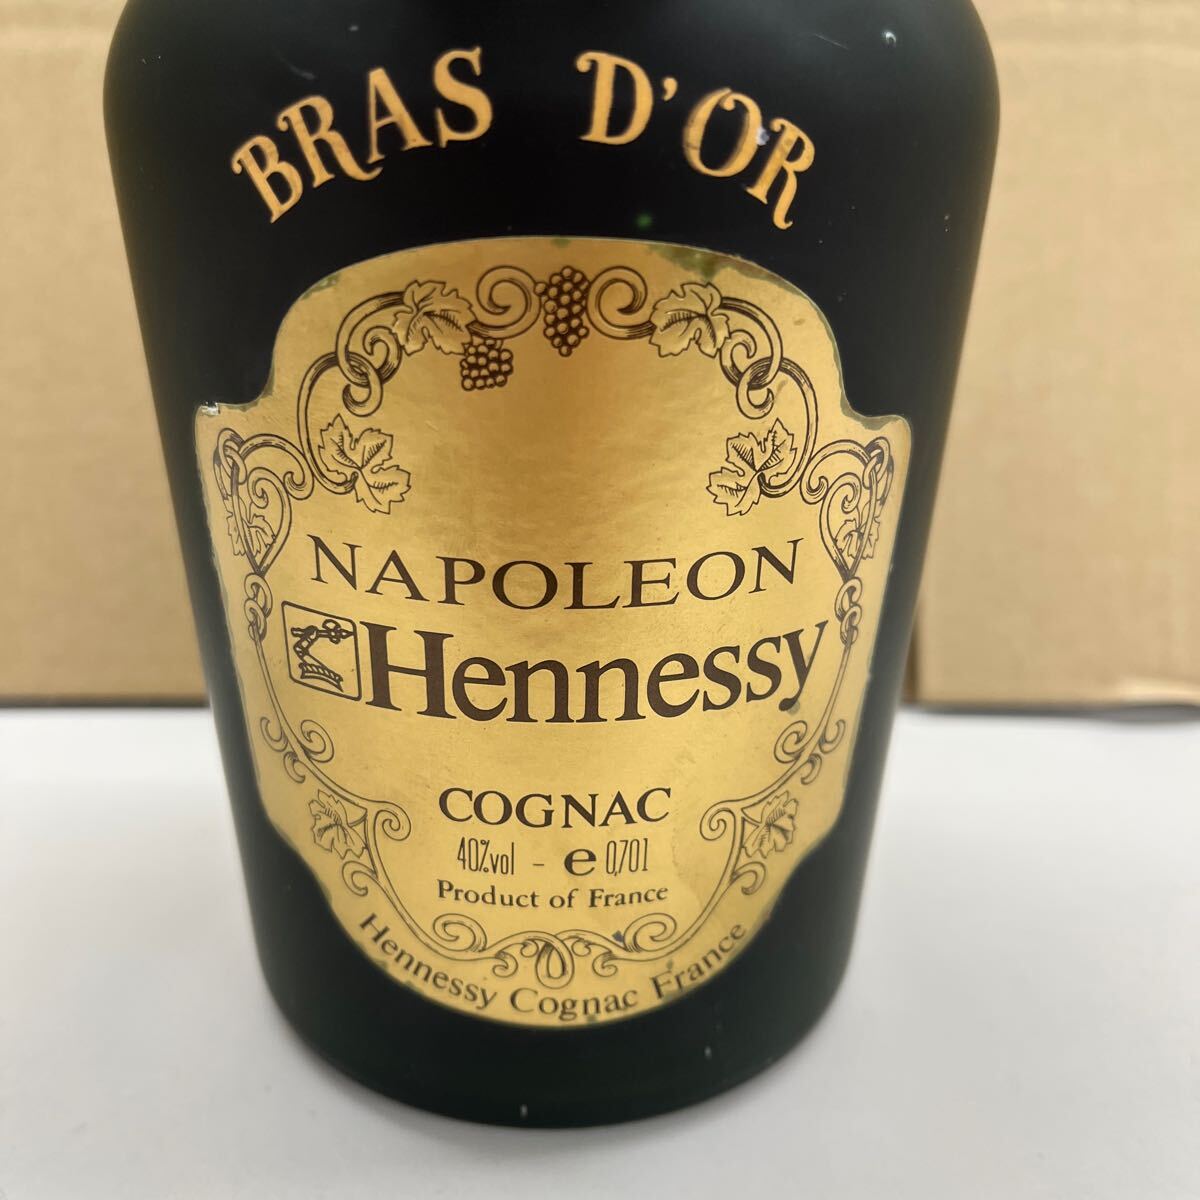 BRAS D'OR
NAPOLEON
Hennessy
COGNAC
40%vol - e 0,70l
Product of France
Hennessy Cognac France